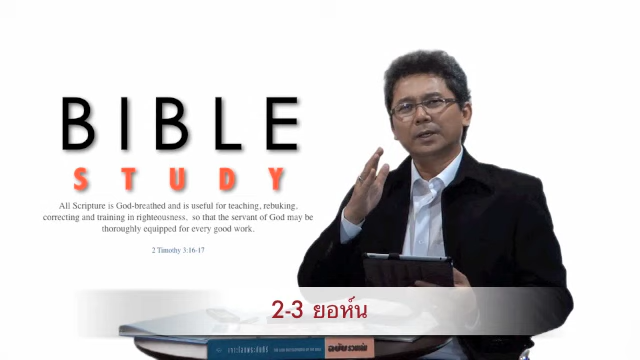 BIBLE
STUDY
All Scripture is God-breathed and is useful for teaching, rebuking,
correcting and training in righteousness, so that the servant of God may be
thoroughly equipped for every good work.
2 Timothy 3:16-17
2-3 ยอห์น